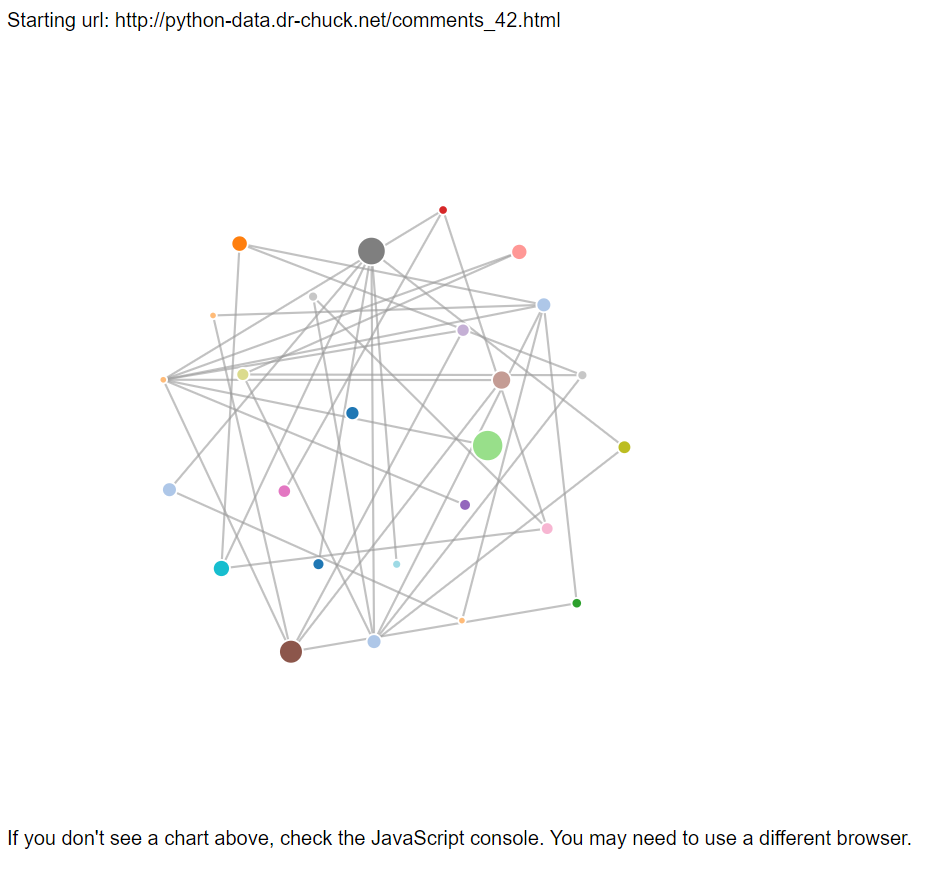 Starting url: http://python-data.dr-chuck.net/comments_42.html
If you don't see a chart above, check the JavaScript console. You may need to use a different browser.